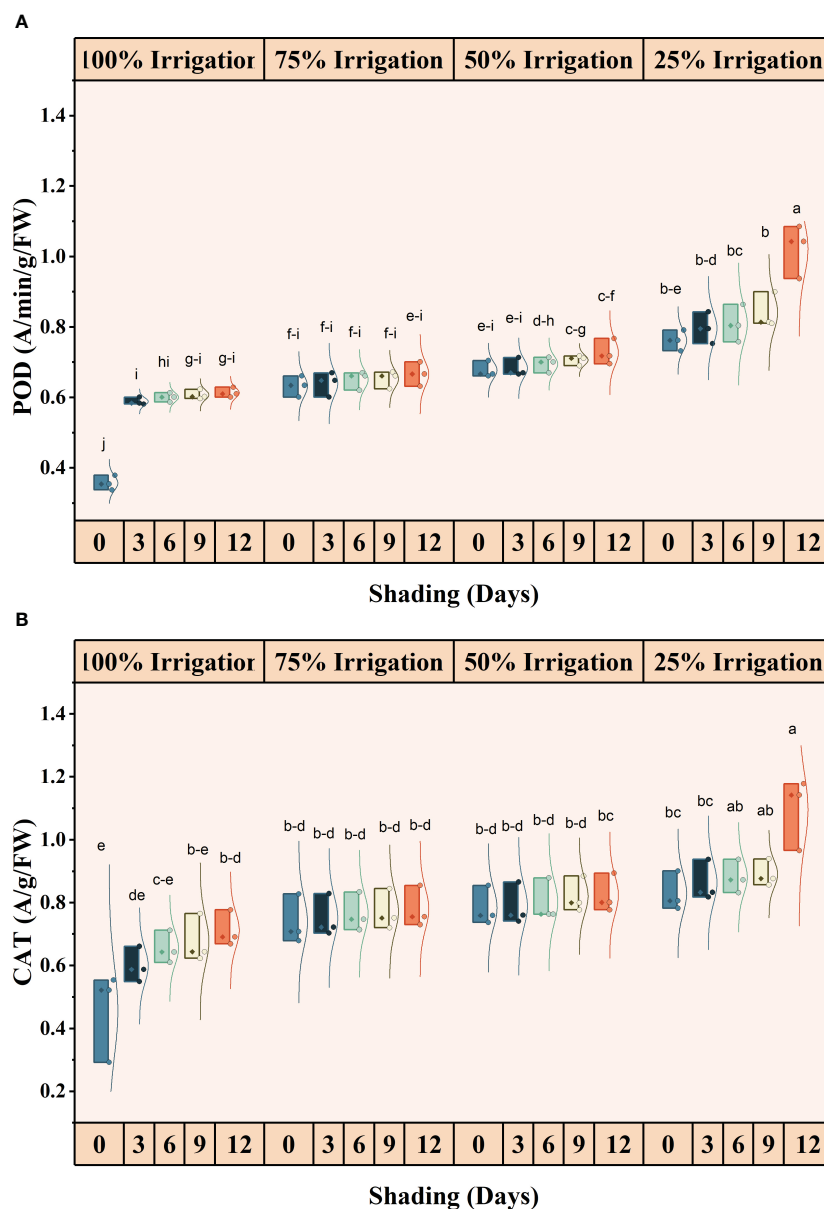 A
100% Irrigation 75% Irrigation 50% Irrigation 25% Irrigation
POD (A/min/g/FW)
1.4
1.2
1.0
0.8
0.6
0.4
j i hi g-i g-i f-i f-i f-i f-i e-i e-i e-i d-h c-g c-f b-e b-d bc b a
0 3 6 9 12 0 3 6 9 12 0 3 6 9 12 0 3 6 9 12
Shading (Days)
B
100% Irrigation 75% Irrigation 50% Irrigation 25% Irrigation
CAT (A/g/FW)
1.4
1.2
1.0
0.8
0.6
0.4
0.2
e de c-e b-e b-d b-d b-d b-d b-d b-d b-d b-d b-d b-d bc bc bc ab ab a
0 3 6 9 12 0 3 6 9 12 0 3 6 9 12 0 3 6 9 12
Shading (Days)